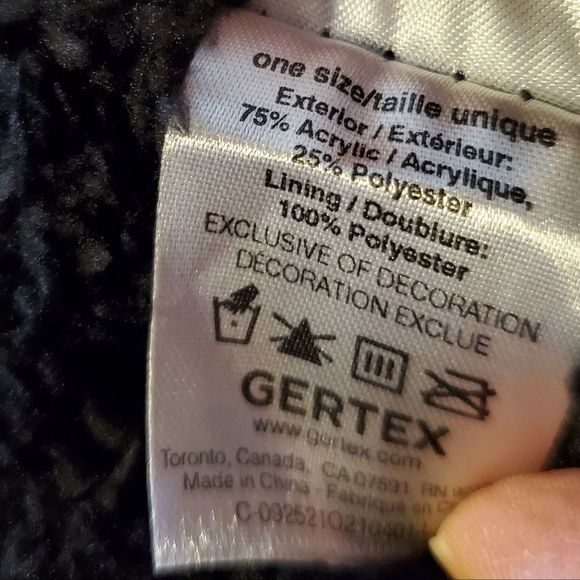 one size/taille unique
Exterior / Extérieur:
75% Acrylic / Acrylique,
25% Polyester
Lining / Doublure:
100% Polyester
EXCLUSIVE OF DECORATION
DÉCORATION EXCLUE
GERTEX
www.gertex.com
Toronto, Canada, CA 07591 RN
Made in China - Fabriqué en